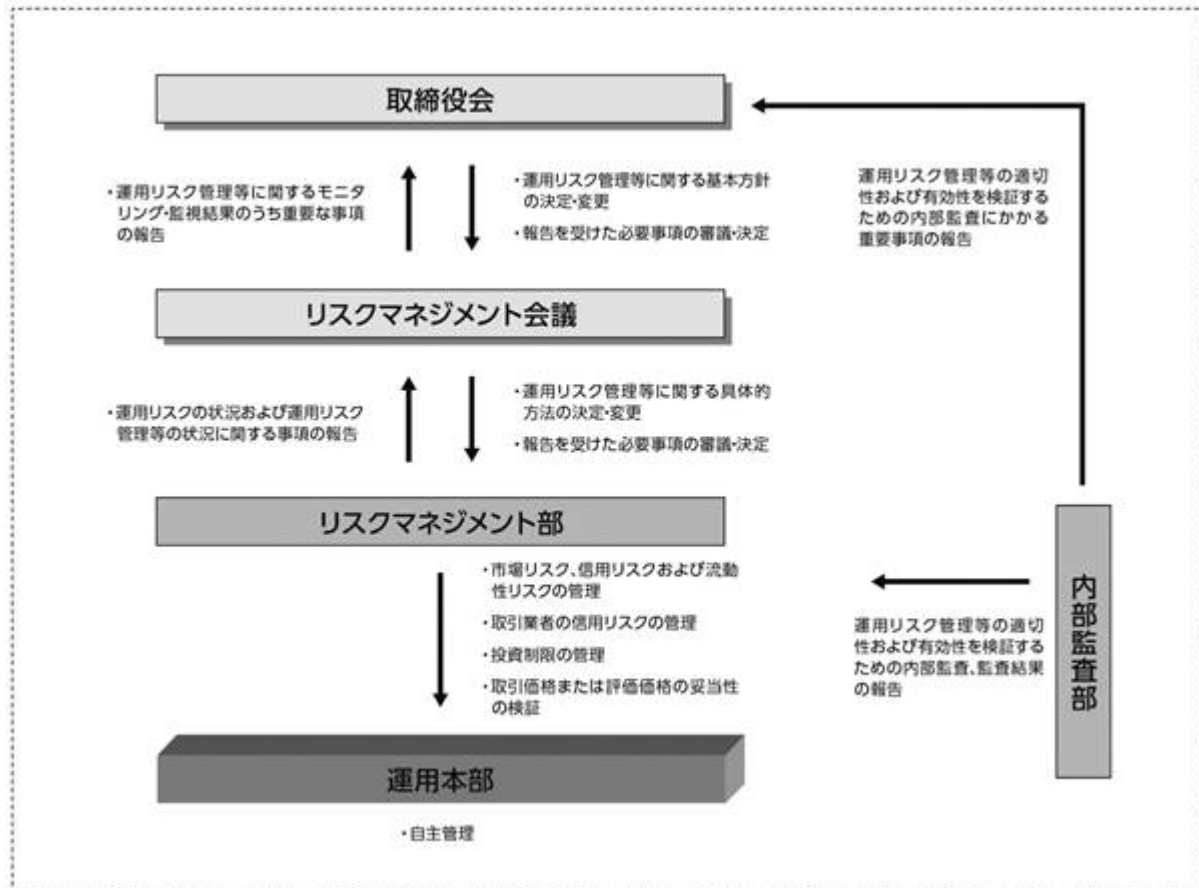 取締役会
・運用リスク管理等に関するモニタ
リング・監視結果のうち重要な事項
の報告
・運用リスク管理等に関する基本方針
の決定・変更
・報告を受けた必要事項の審議・決定
運用リスク管理等の適切
性および有効性を検証する
ための内部監査にかかる
重要事項の報告
リスクマネジメント会議
・運用リスクの状況および運用リスク
管理等の状況に関する事項の報告
・運用リスク管理等に関する具体的
方法の決定・変更
・報告を受けた必要事項の審議・決定
リスクマネジメント部
・市場リスク、信用リスクおよび流動
性リスクの管理
・取引業者の信用リスクの管理
・投資制限の管理
・取引価格または評価価格の妥当性
の検証
運用リスク管理等の適切
性および有効性を検証する
ための内部監査、監査結果
の報告
内部監査部
運用本部
・自主管理